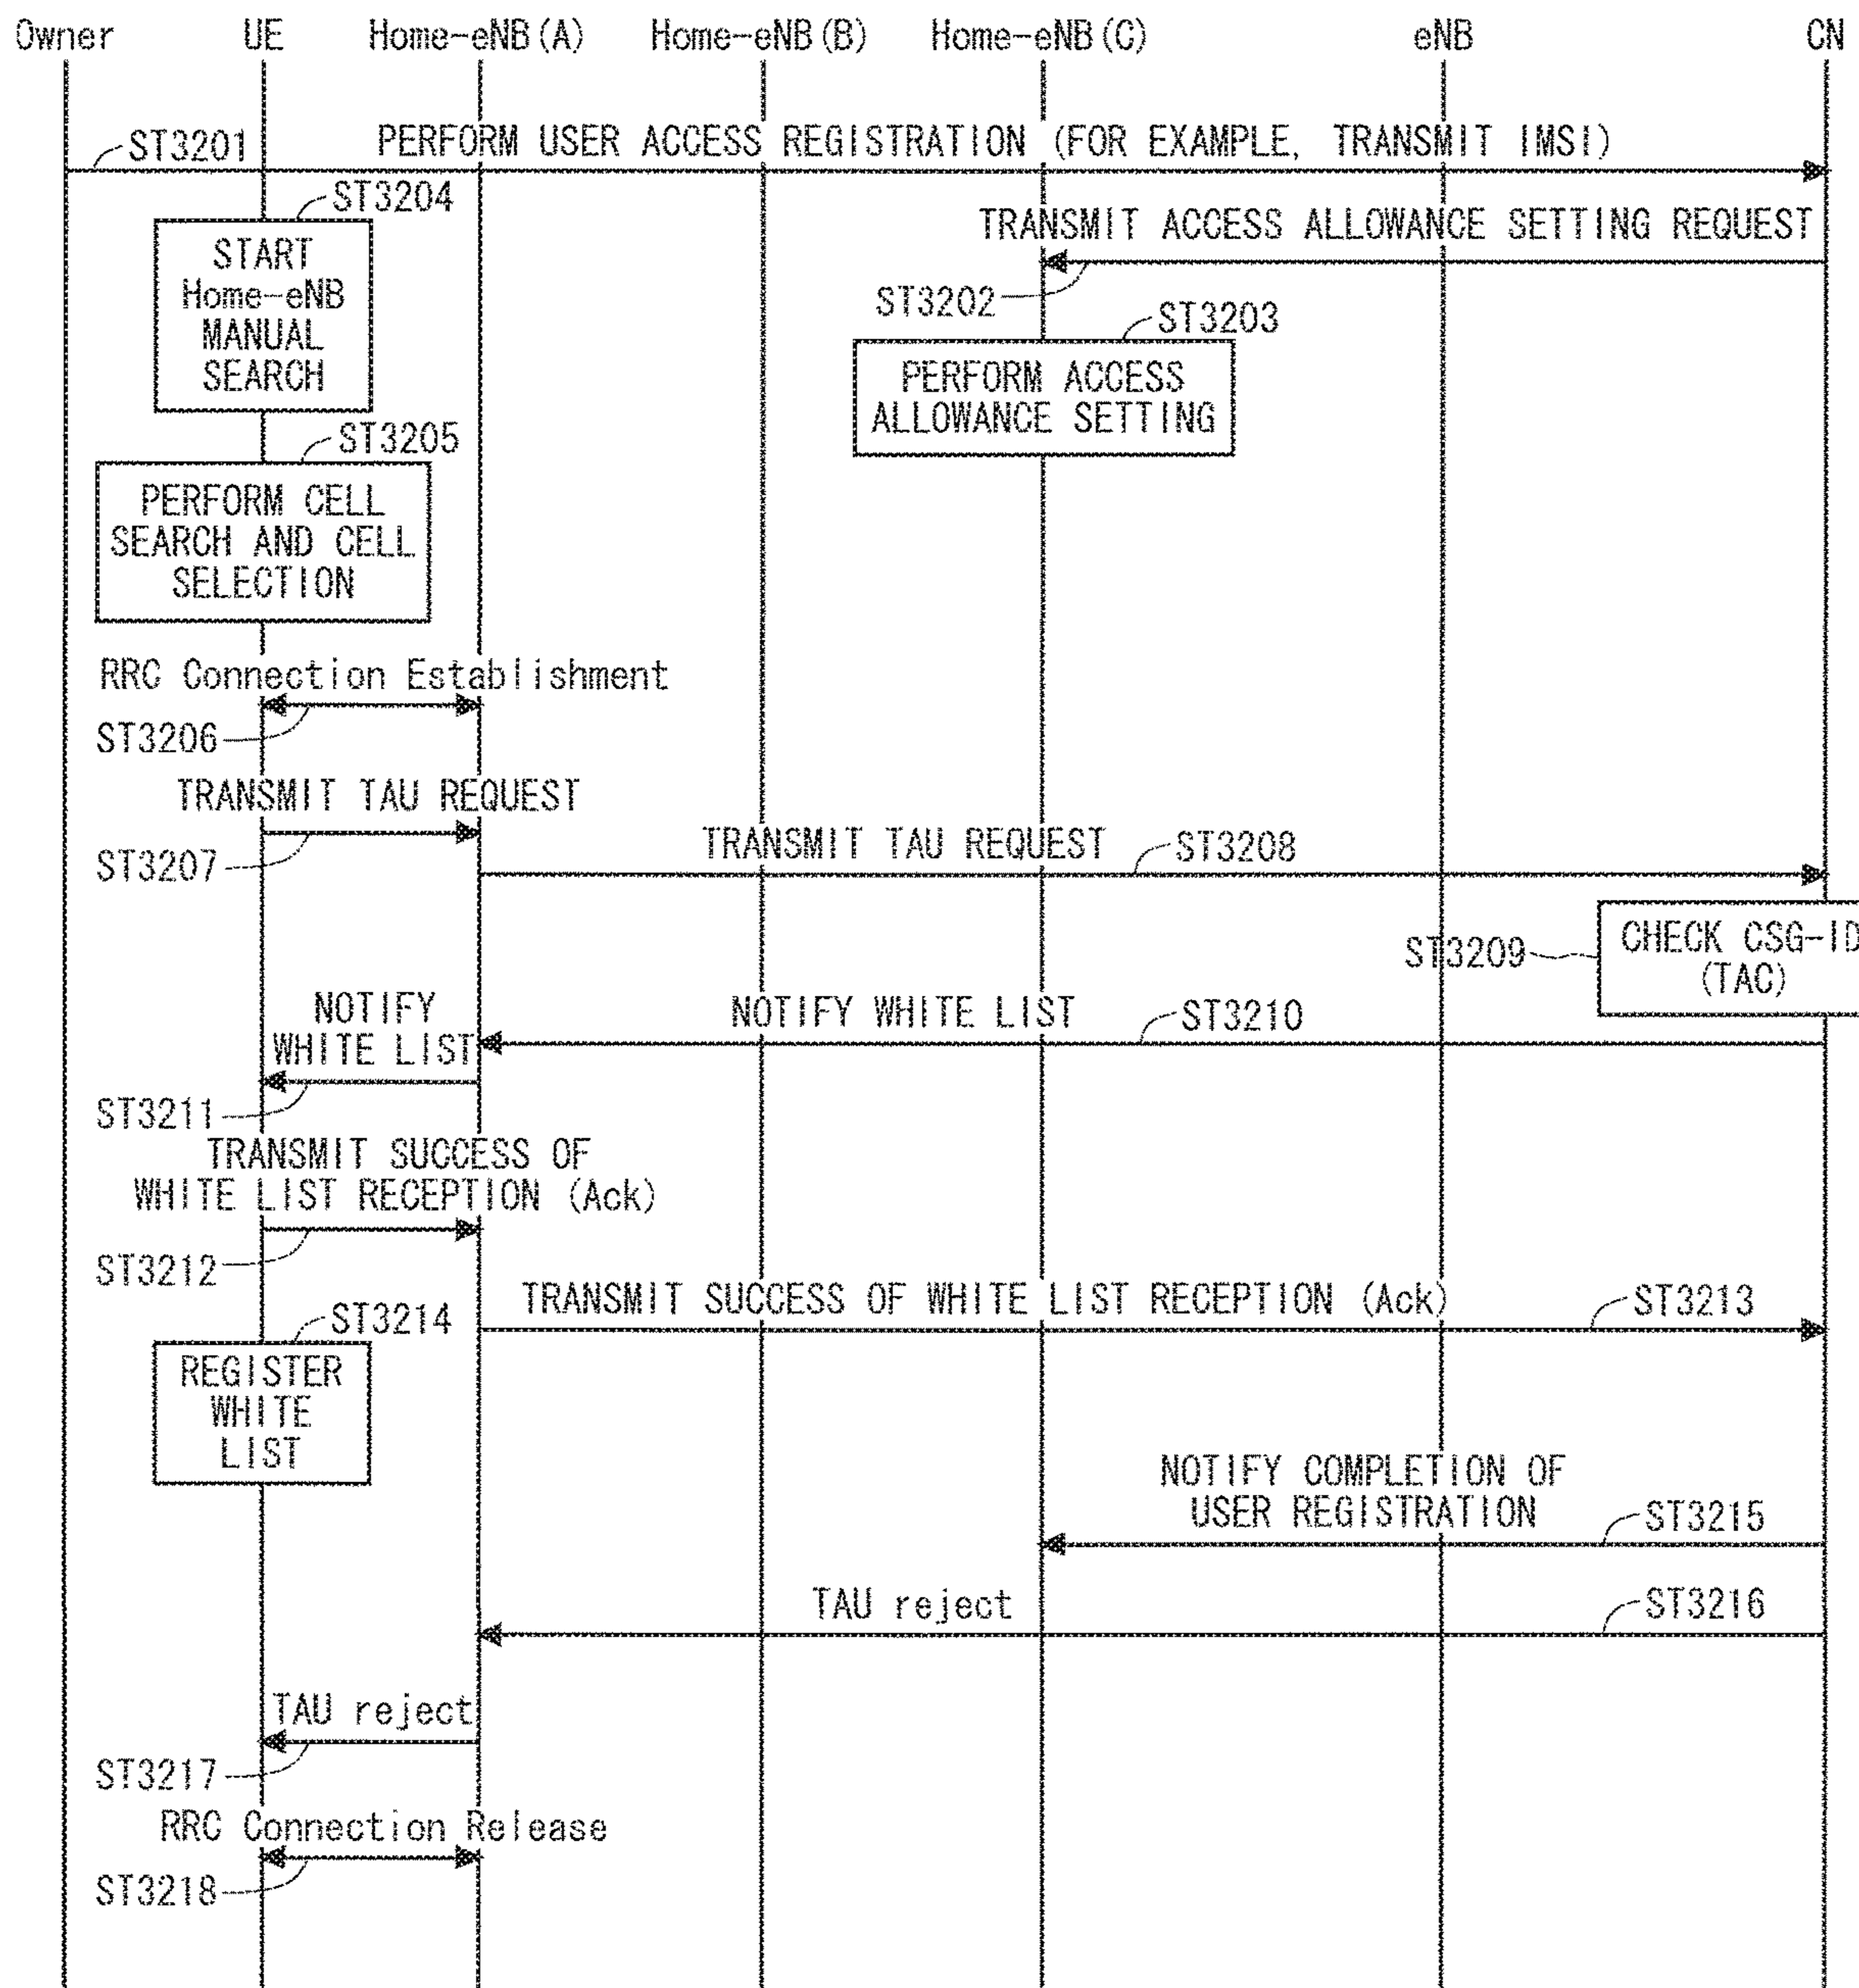 Owner UE Home-eNB(A) Home-eNB(B) Home-eNB(C) eNB CN
ST3201 PERFORM USER ACCESS REGISTRATION (FOR EXAMPLE, TRANSMIT IMSI)
ST3204
TRANSMIT ACCESS ALLOWANCE SETTING REQUEST
START
Home-eNB
MANUAL
SEARCH
ST3202
ST3203
PERFORM ACCESS
ALLOWANCE SETTING
ST3205
PERFORM CELL
SEARCH AND CELL
SELECTION
RRC Connection Establishment
ST3206
TRANSMIT TAU REQUEST
ST3207
TRANSMIT TAU REQUEST ST3208
ST3209
CHECK CSG-ID
(TAC)
NOTIFY WHITE LIST ST3210
NOTIFY
WHITE LIST
ST3211
TRANSMIT SUCCESS OF
WHITE LIST RECEPTION (Ack)
ST3212
TRANSMIT SUCCESS OF WHITE LIST RECEPTION (Ack) ST3213
ST3214
REGISTER
WHITE
LIST
NOTIFY COMPLETION OF
USER REGISTRATION ST3215
TAU reject ST3216
TAU reject
ST3217
RRC Connection Release
ST3218